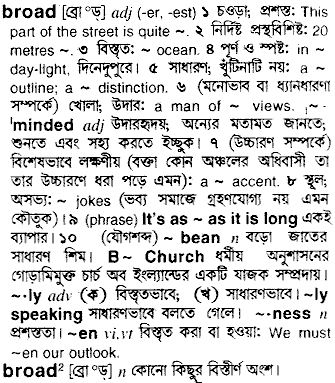 broad [ব্রোড়] adj (-er, -est) ১ চওড়া; প্রশস্ত: This
part of the street is quite ~. ২ নির্দিষ্ট প্রস্থবিশিষ্ট: 20
metres ~. ৩ বিস্তৃত: ~ ocean. ৪ পূর্ণ ও স্পষ্ট: in ~
day-light, দিনেদুপুরে। ৫ সাধারণ; খুঁটিনাটি নয়: a ~
outline; a ~ distinction. ৬ (মনোভাব বা ধ্যানধারণা
সম্পর্কে) খোলা; উদার: a man of ~ views. ˌ~-
ˈminded adj উদারহৃদয়; অন্যের মতামত জানতে;
শুনতে এবং সহ্য করতে ইচ্ছুক। ৭ (উচ্চারণ সম্পর্কে)
বিশেষভাবে লক্ষণীয় (বক্তা কোন অঞ্চলের অধিবাসী তা
তার উচ্চারণে ধরা পড়ে এমন): a ~ accent. ৮ স্থূল;
অসভ্য: ~ jokes (ভব্য সমাজে গ্রহণযোগ্য নয় এমন
কৌতুক)। ৯ (phrase) It's as ~ as it is long একই
ব্যাপার। ১০ (যৌগশব্দ) ~ bean n বড়ো জাতের
সাধারণ শিম। B~ Church ধর্মীয় অনুশাসনের
গোড়ামিমুক্ত চার্চ অব ইংল্যান্ডের একটি যাজক সম্প্রদায়।
~·ly adv (ক) বিস্তৃতভাবে; (খ) সাধারণভাবে। ~ly
speaking সাধারণভাবে বলতে গেলে। ~·ness n
প্রশস্ততা। ~en vi,vt বিস্তৃত করা বা হওয়া: We must
~en our outlook.
broad² [ব্রোড়] n কোনো কিছুর বিস্তীর্ণ অংশ।